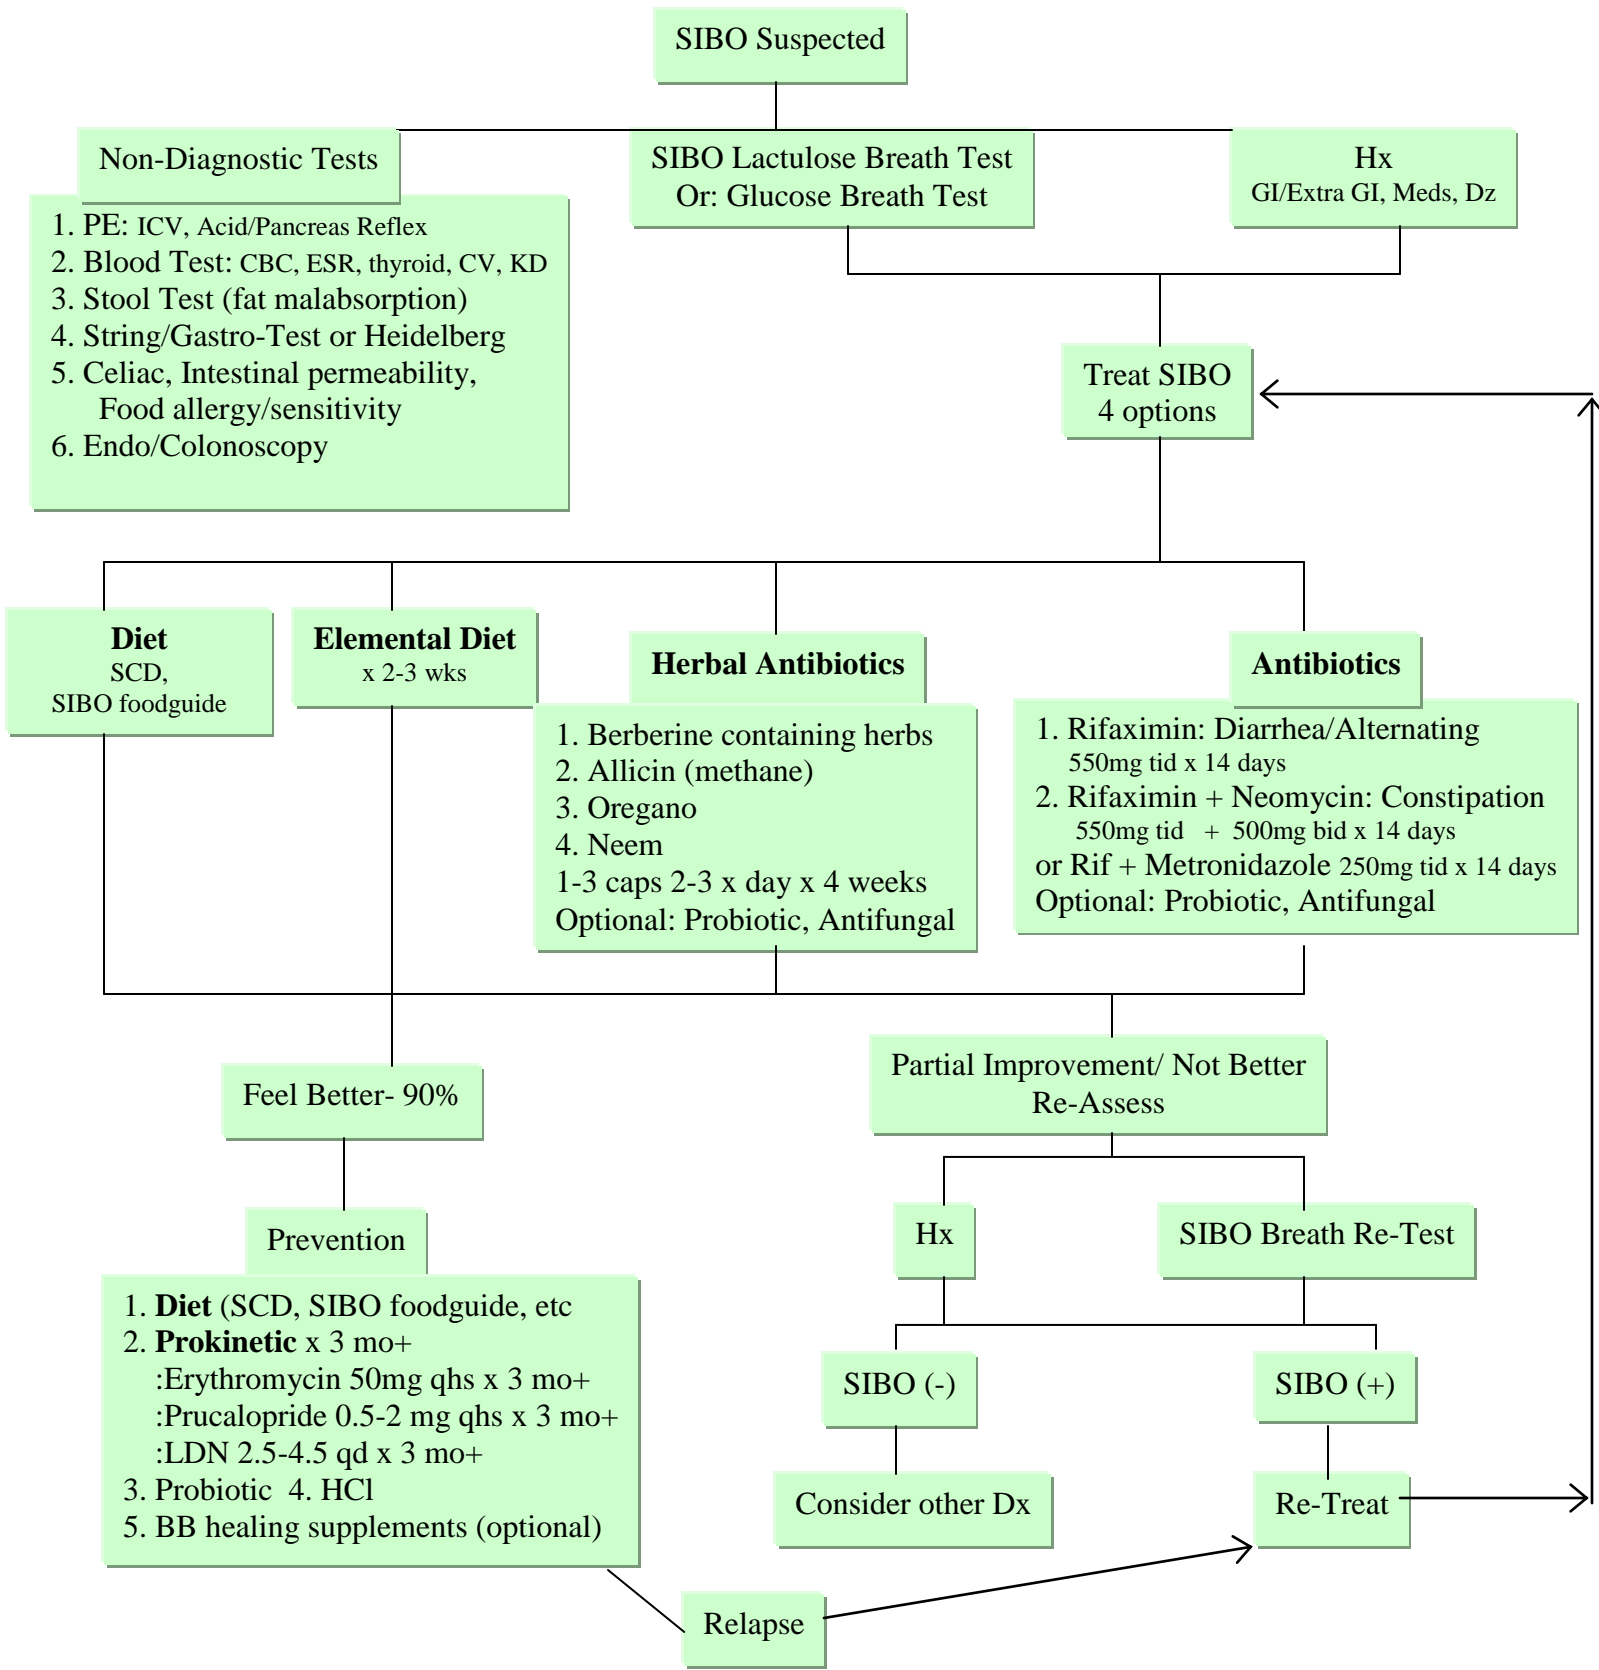 SIBO Suspected
Non-Diagnostic Tests
1. PE: ICV, Acid/Pancreas Reflex
2. Blood Test: CBC, ESR, thyroid, CV, KD
3. Stool Test (fat malabsorption)
4. String/Gastro-Test or Heidelberg
5. Celiac, Intestinal permeability,
Food allergy/sensitivity
6. Endo/Colonoscopy
SIBO Lactulose Breath Test
Or: Glucose Breath Test
Hx
GI/Extra GI, Meds, Dz
Treat SIBO
4 options
Diet
SCD,
SIBO foodguide
Elemental Diet
x 2-3 wks
Herbal Antibiotics
1. Berberine containing herbs
2. Allicin (methane)
3. Oregano
4. Neem
1-3 caps 2-3 x day x 4 weeks
Optional: Probiotic, Antifungal
Antibiotics
1. Rifaximin: Diarrhea/Alternating
550mg tid x 14 days
2. Rifaximin + Neomycin: Constipation
550mg tid + 500mg bid x 14 days
or Rif + Metronidazole 250mg tid x 14 days
Optional: Probiotic, Antifungal
Feel Better- 90%
Partial Improvement/ Not Better
Re-Assess
Prevention
1. Diet (SCD, SIBO foodguide, etc
2. Prokinetic x 3 mo+
:Erythromycin 50mg qhs x 3 mo+
:Prucalopride 0.5-2 mg qhs x 3 mo+
:LDN 2.5-4.5 qd x 3 mo+
3. Probiotic 4. HCl
5. BB healing supplements (optional)
Hx
SIBO Breath Re-Test
SIBO (-)
SIBO (+)
Consider other Dx
Re-Treat
Relapse